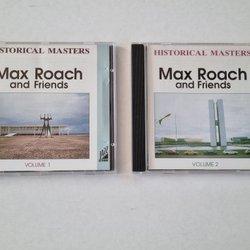 HISTORICAL MASTERS
Max Roach
and Friends
VOLUME 1
HISTORICAL MASTERS
Max Roach
and Friends
VOLUME 2